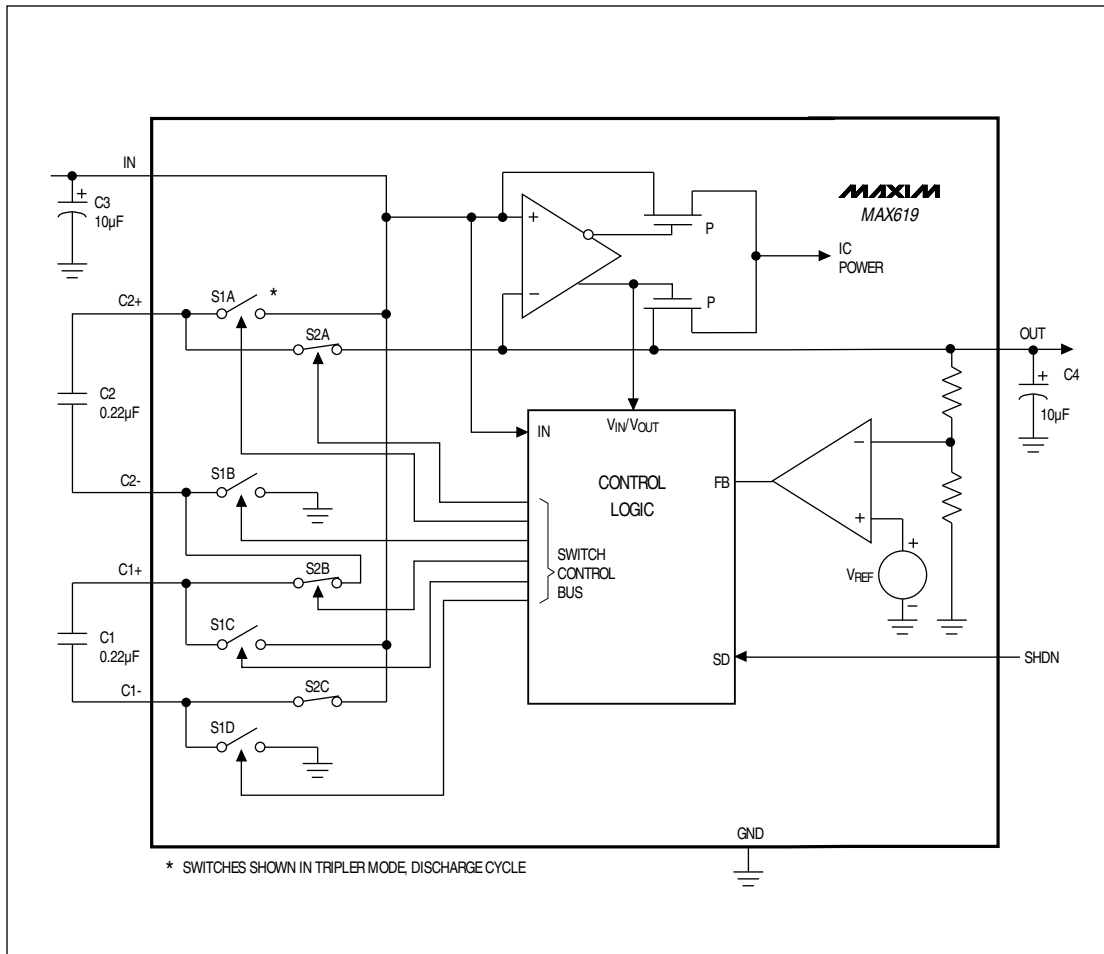 IN
+
C3
10µF
MAXIM
MAX619
+
P
IC
POWER
C2+
S1A
*
−
P
S2A
OUT
+
C4
10µF
C2
0.22µF
IN
VIN/VOUT
C2-
S1B
CONTROL
LOGIC
FB
−
+
SWITCH
CONTROL
BUS
C1+
S2B
VREF
+
−
C1
0.22µF
S1C
SD
SHDN
C1-
S2C
S1D
GND
* SWITCHES SHOWN IN TRIPLER MODE, DISCHARGE CYCLE